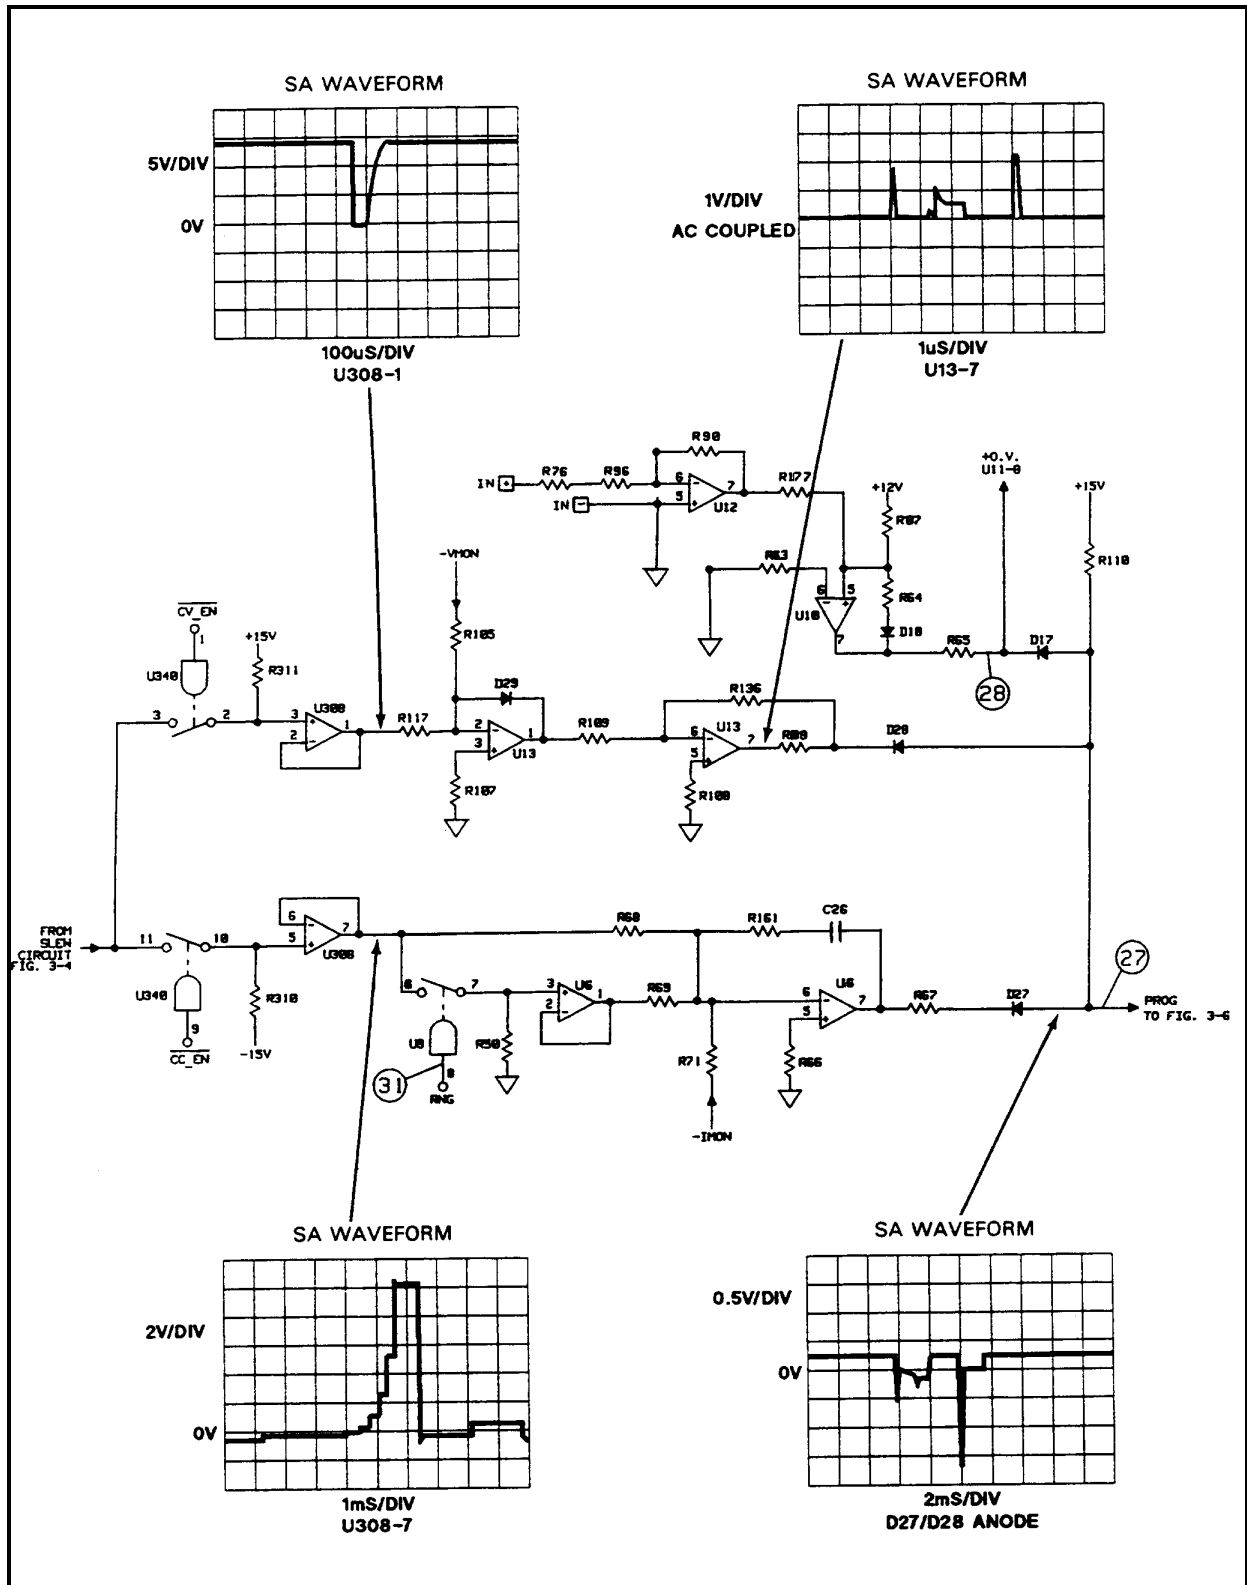 SA WAVEFORM
SA WAVEFORM
5V/DIV
0V
1V/DIV
AC COUPLED
100uS/DIV
U308-1
1uS/DIV
U13-7
R90
+O.V.
U11-8
IN +
R76
R96
6
-
5
+
7
U12
R177
+12V
+15V
IN -
R87
R110
-VMON
R63
6
-
5
+
R64
U10
7
D18
R65
D17
28
CV_EN
1
+15V
R105
U340
R311
D29
R136
3
2
U308
3
+
2
-
1
R117
2
-
3
+
1
U13
R109
6
-
5
+
U13
7
R89
D28
R107
R108
6
-
5
+
7
U308
R68
R161
C26
FROM
SLEW
CIRCUIT
FIG. 3-4
11
10
27
U340
R310
6
7
3
+
2
-
1
U6
R69
6
-
5
+
U6
7
R67
D27
PROG
TO FIG. 3-6
9
CC_EN
-15V
U8
R50
R71
R66
31
8
RNG
-IMON
SA WAVEFORM
SA WAVEFORM
2V/DIV
0V
0.5V/DIV
0V
1mS/DIV
U308-7
2mS/DIV
D27/D28 ANODE